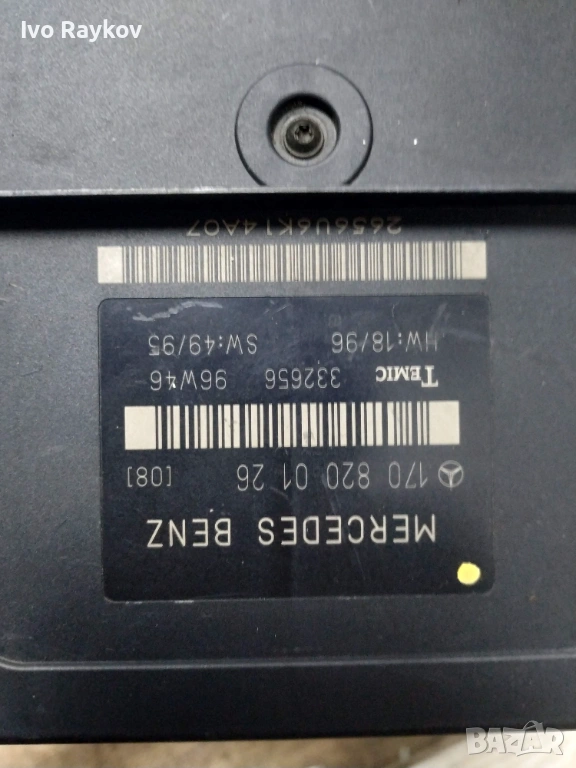 Ivo Raykov
MERCEDES BENZ
170 820 01 26 [08]
TEMIC 332656 96W46
HW:18/96 SW:49/95
2656U6K14A07
BAZAR